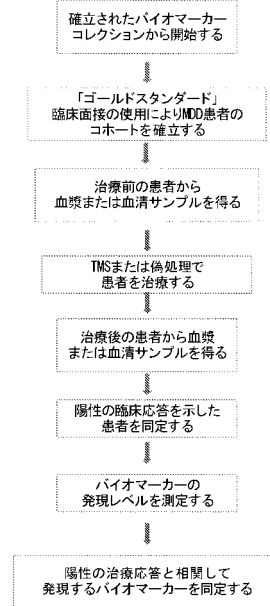 確立されたバイオマーカー
コレクションから開始する
「ゴールドスタンダード」
臨床面接の使用によりMDD患者の
コホートを確立する
治療前の患者から
血漿または血清サンプルを得る
TMSまたは偽処理で
患者を治療する
治療後の患者から血漿
または血清サンプルを得る
陽性の臨床応答を示した
患者を同定する
バイオマーカーの
発現レベルを測定する
陽性の治療応答と相関して
発現するバイオマーカーを同定する